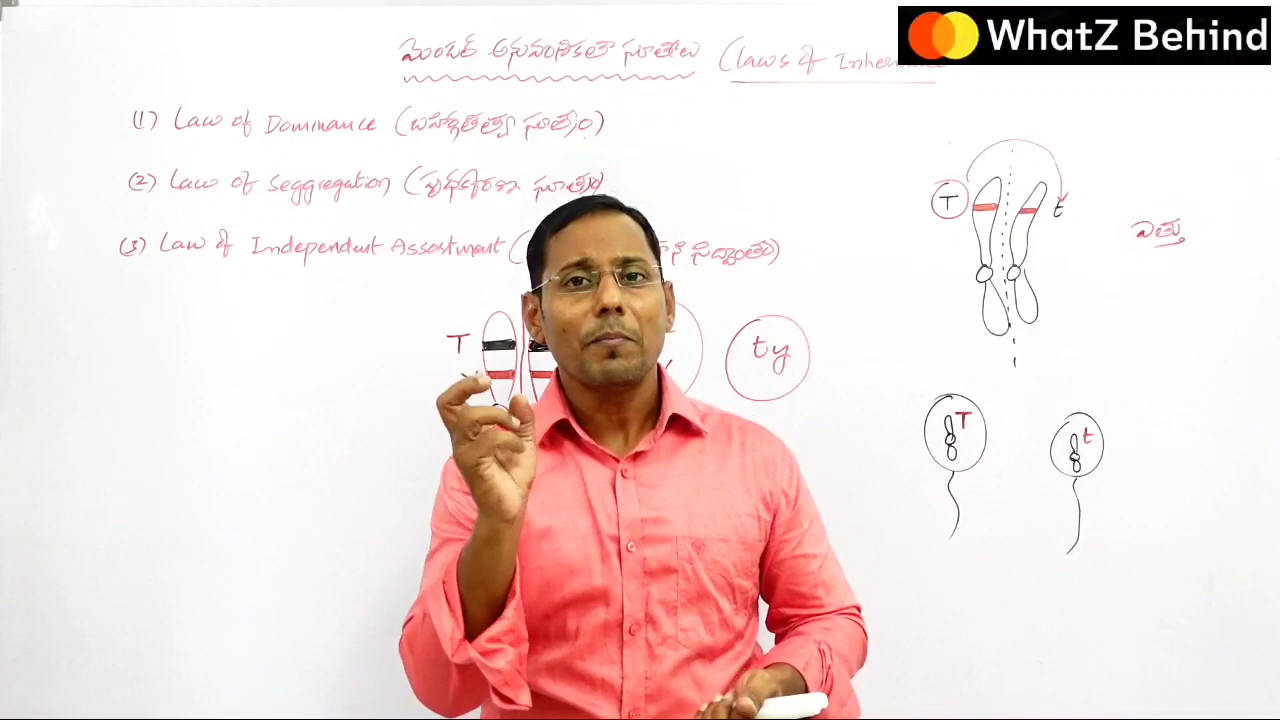 WhatZ Behind
మెండల్ అనువంశికతా సూత్రాలు (Laws of
(1) Law of Dominance (బహిర్గతత్వ సూత్రం)
(2) Law of Seggregation (పృథక్కరణ సూత్రం)
(3) Law of Independent Assortment ( సిద్ధాంతం)
T t
విత్తు
T
ty
T
t